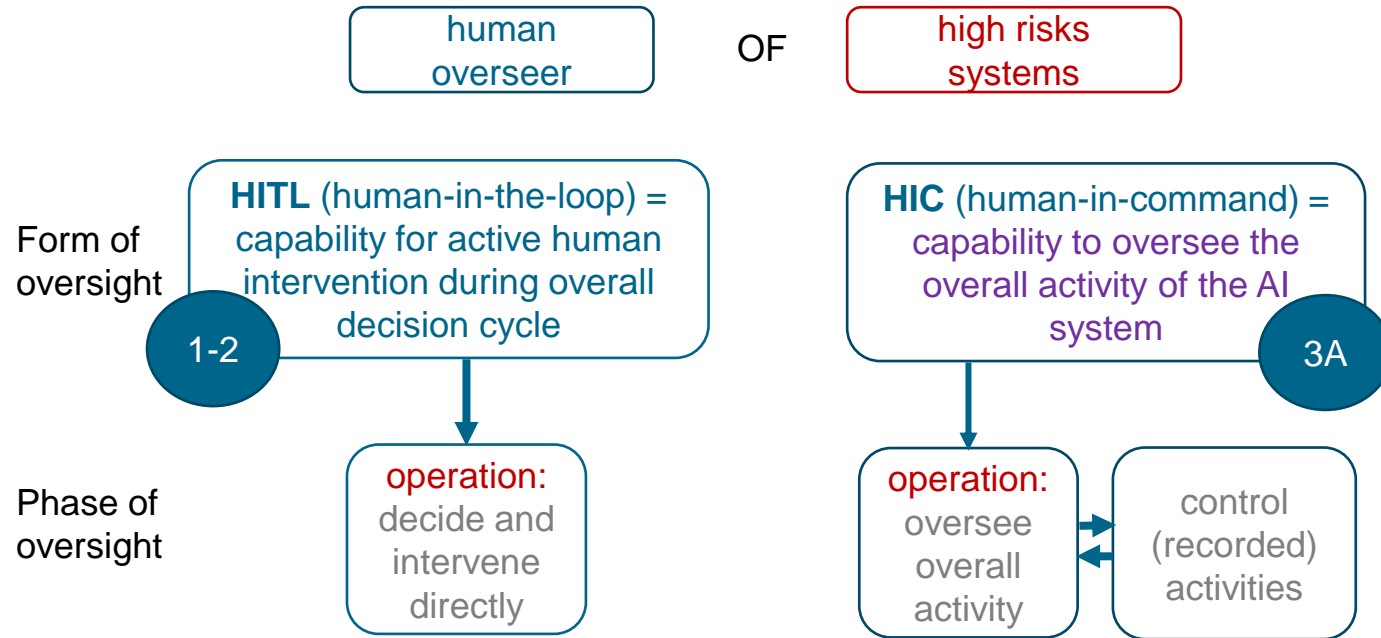 human
overseer
OF
high risks
systems
Form of
oversight
HITL (human-in-the-loop) =
capability for active human
intervention during overall
decision cycle
1-2
HIC (human-in-command) =
capability to oversee the
overall activity of the AI
system
3A
Phase of
oversight
operation:
decide and
intervene
directly
operation:
oversee
overall
activity
control
(recorded)
activities